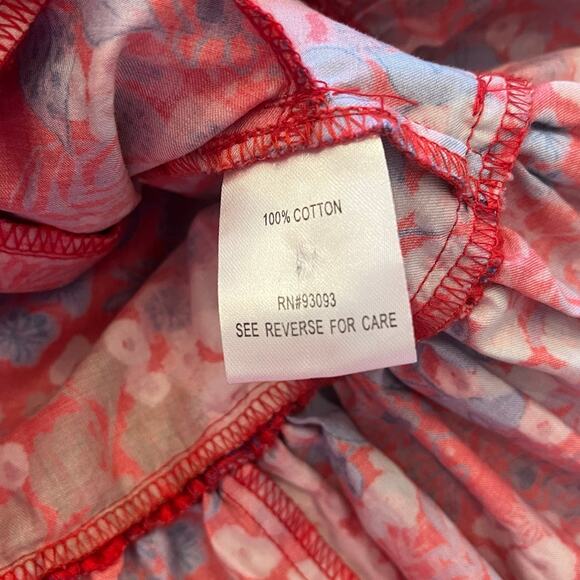 100% COTTON
RN#93093
SEE REVERSE FOR CARE